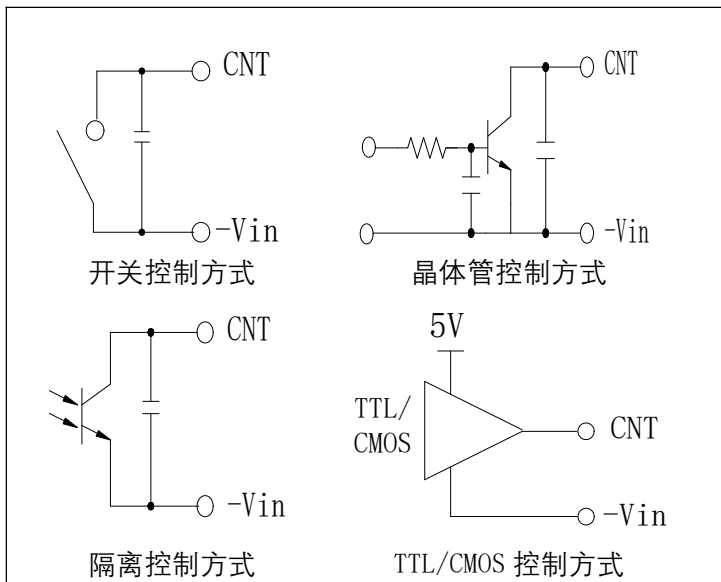 CNT
-Vin
开关控制方式
CNT
-Vin
晶体管控制方式
CNT
-Vin
隔离控制方式
5V
TTL/
CMOS
CNT
-Vin
TTL/CMOS 控制方式